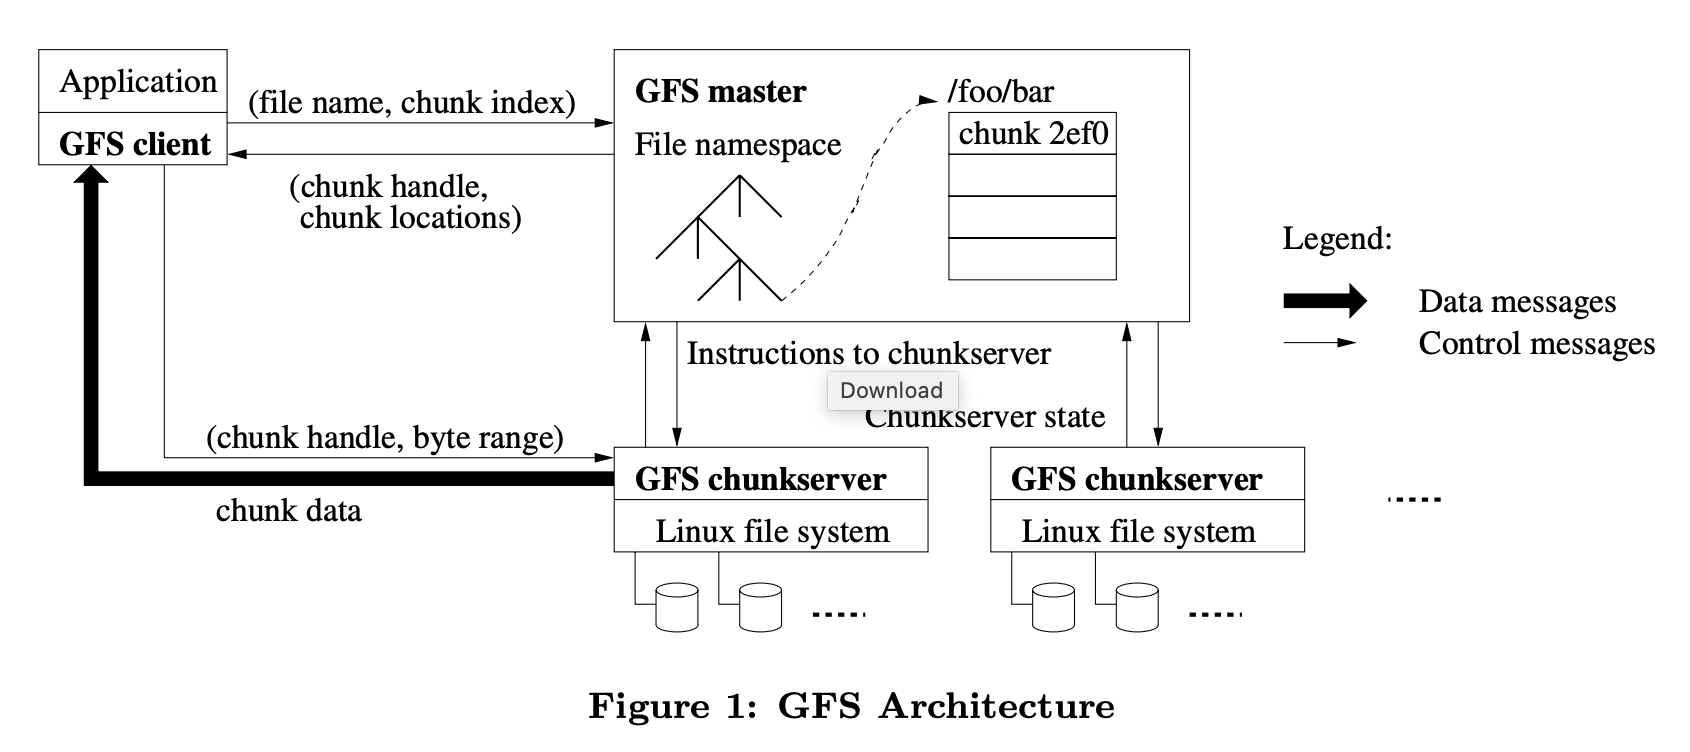 Application
GFS client
(file name, chunk index)
(chunk handle,
chunk locations)
GFS master
File namespace
/foo/bar
chunk 2ef0
Legend:
Data messages
Control messages
Instructions to chunkserver
Download
Chunkserver state
(chunk handle, byte range)
chunk data
GFS chunkserver
Linux file system
GFS chunkserver
Linux file system
Figure 1: GFS Architecture